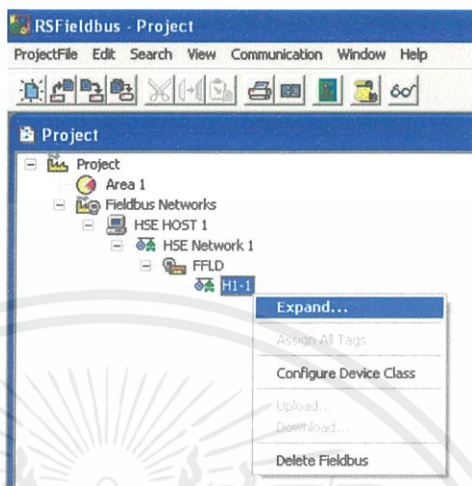 RSFieldbus - Project
ProjectFile Edit Search View Communication Window Help
Project
Project
Area 1
Fieldbus Networks
HSE HOST 1
HSE Network 1
FFLD
H1-1
Expand...
Assign All Tags
Configure Device Class
Upload...
Download...
Delete Fieldbus